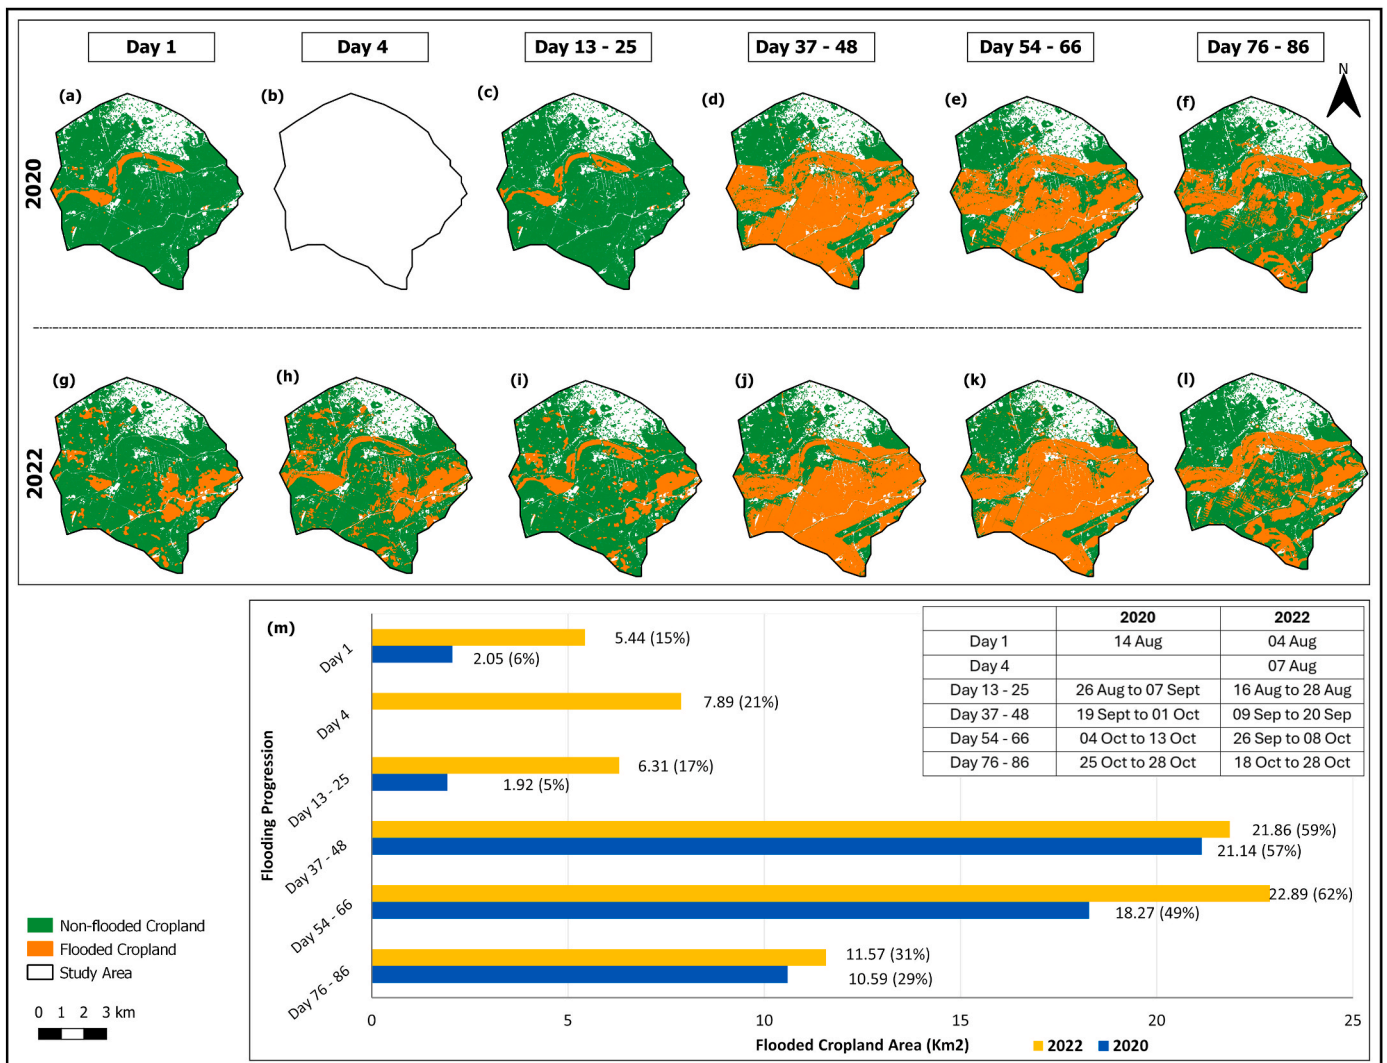 Day 1
Day 4
Day 13 - 25
Day 37 - 48
Day 54 - 66
Day 76 - 86
N
2020
(a)
(b)
(c)
(d)
(e)
(f)
2022
(g)
(h)
(i)
(j)
(k)
(l)
Non-flooded Cropland
Flooded Cropland
Study Area
0 1 2 3 km
(m)
Flooding Progression
Day 1
5.44 (15%)
2.05 (6%)
Day 4
7.89 (21%)
Day 13 - 25
6.31 (17%)
1.92 (5%)
Day 37 - 48
21.86 (59%)
21.14 (57%)
Day 54 - 66
22.89 (62%)
18.27 (49%)
Day 76 - 86
11.57 (31%)
10.59 (29%)
0 5 10 15 20 25
Flooded Cropland Area (Km2)
2022 2020
2020 2022
Day 1 14 Aug 04 Aug
Day 4 07 Aug
Day 13 - 25 26 Aug to 07 Sept 16 Aug to 28 Aug
Day 37 - 48 19 Sept to 01 Oct 09 Sep to 20 Sep
Day 54 - 66 04 Oct to 13 Oct 26 Sep to 08 Oct
Day 76 - 86 25 Oct to 28 Oct 18 Oct to 28 Oct